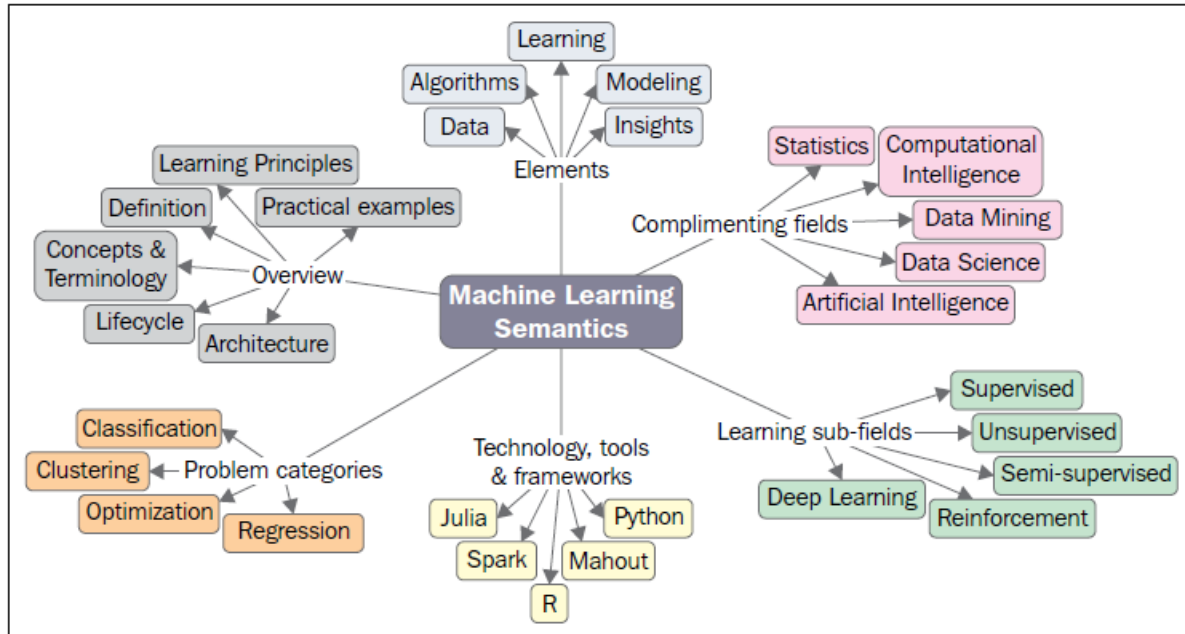 Learning
Algorithms
Modeling
Data
Insights
Elements
Statistics
Computational
Intelligence
Complimenting fields
Data Mining
Data Science
Artificial Intelligence
Learning Principles
Definition
Practical examples
Concepts &
Terminology
Overview
Lifecycle
Architecture
Machine Learning
Semantics
Classification
Clustering
Problem categories
Optimization
Regression
Technology, tools
& frameworks
Julia
Python
Spark
Mahout
R
Supervised
Learning sub-fields
Unsupervised
Semi-supervised
Deep Learning
Reinforcement